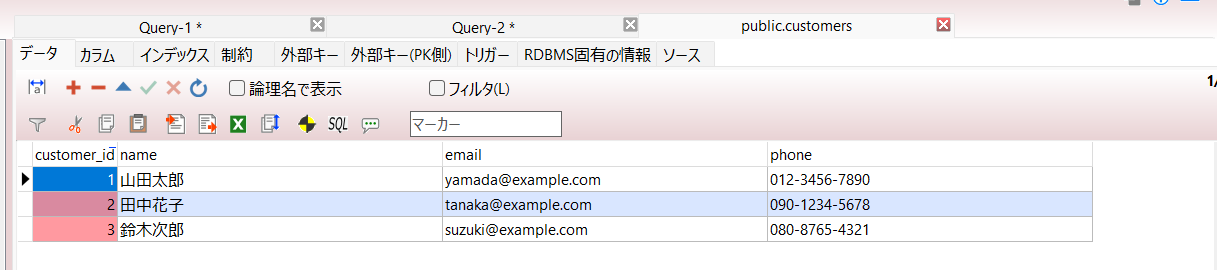 Query-1 * Query-2 * public.customers
データ カラム インデックス 制約 外部キー 外部キー(PK側) トリガー RDBMS固有の情報 ソース
論理名で表示 フィルタ(L) 1/
SQL マーカー
customer_id name email phone
1 山田太郎 yamada@example.com 012-3456-7890
2 田中花子 tanaka@example.com 090-1234-5678
3 鈴木次郎 suzuki@example.com 080-8765-4321